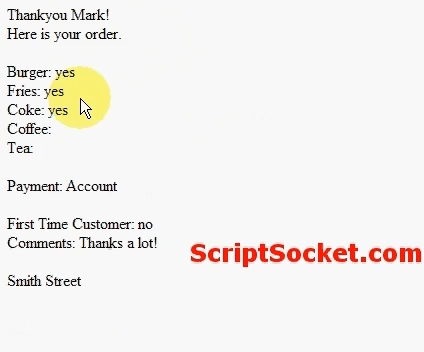 Thankyou Mark!
Here is your order.
Burger: yes
Fries: yes
Coke: yes
Coffee:
Tea:
Payment: Account
First Time Customer: no
Comments: Thanks a lot!
ScriptSocket.com
Smith Street